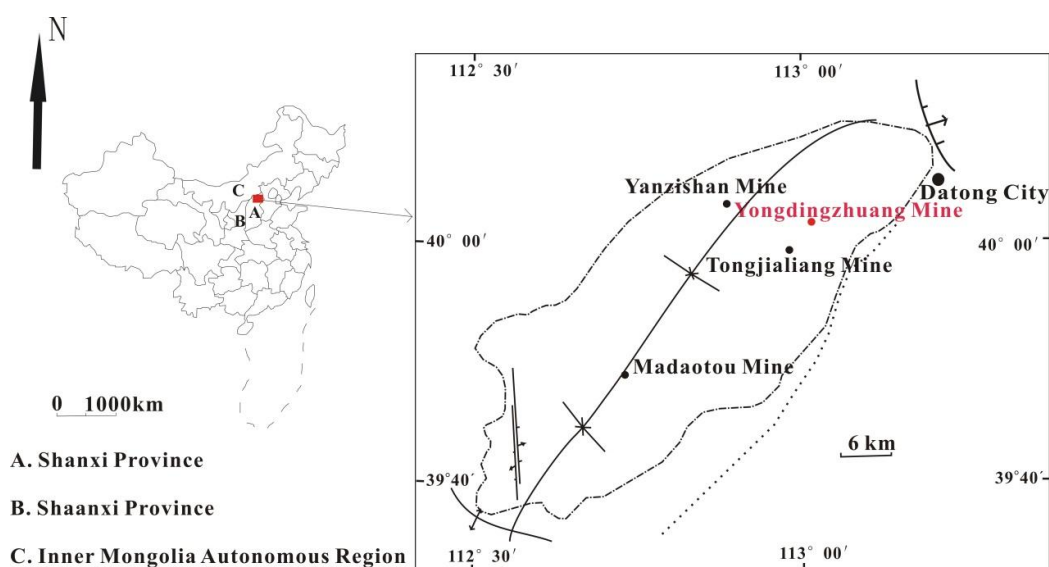 N
C
A
B
0 1000km
A. Shanxi Province
B. Shaanxi Province
C. Inner Mongolia Autonomous Region
112° 30′
113° 00′
Yanzishan Mine
Datong City
Yongdingzhuang Mine
40° 00′
40° 00′
Tongjialiang Mine
Madaotou Mine
6 km
39°40′
39°40′
112° 30′
113° 00′